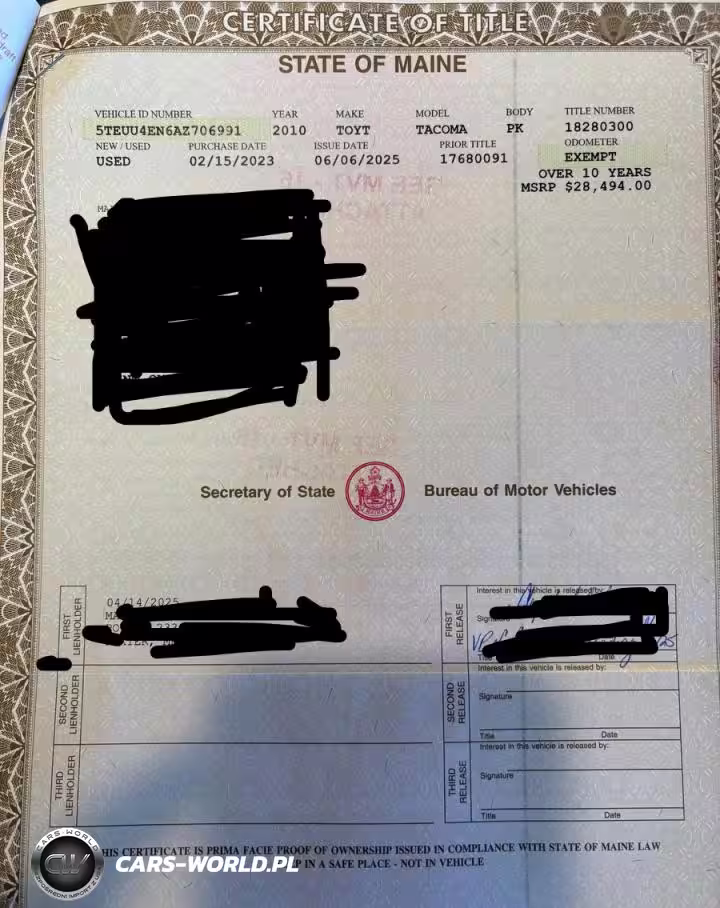 CERTIFICATE OF TITLE
STATE OF MAINE
VEHICLE ID NUMBER YEAR MAKE MODEL BODY TITLE NUMBER
5TEUU4EN6AZ706991 2010 TOYT TACOMA PK 18280300
NEW / USED PURCHASE DATE ISSUE DATE PRIOR TITLE ODOMETER
USED 02/15/2023 06/06/2025 17680091 EXEMPT
OVER 10 YEARS
MSRP $28,494.00
Secretary of State Bureau of Motor Vehicles
FIRST LIENHOLDER
04/14/2025
FIRST RELEASE
Interest in this vehicle is released by:
Date
SECOND LIENHOLDER
SECOND RELEASE
Interest in this vehicle is released by:
Signature
Title Date
THIRD LIENHOLDER
THIRD RELEASE
Interest in this vehicle is released by:
Signature
Title Date
CERTIFICATE IS PRIMA FACIE PROOF OF OWNERSHIP ISSUED IN COMPLIANCE WITH STATE OF MAINE LAW
IN A SAFE PLACE - NOT IN VEHICLE
CARS-WORLD
CW
CARS-WORLD.PL